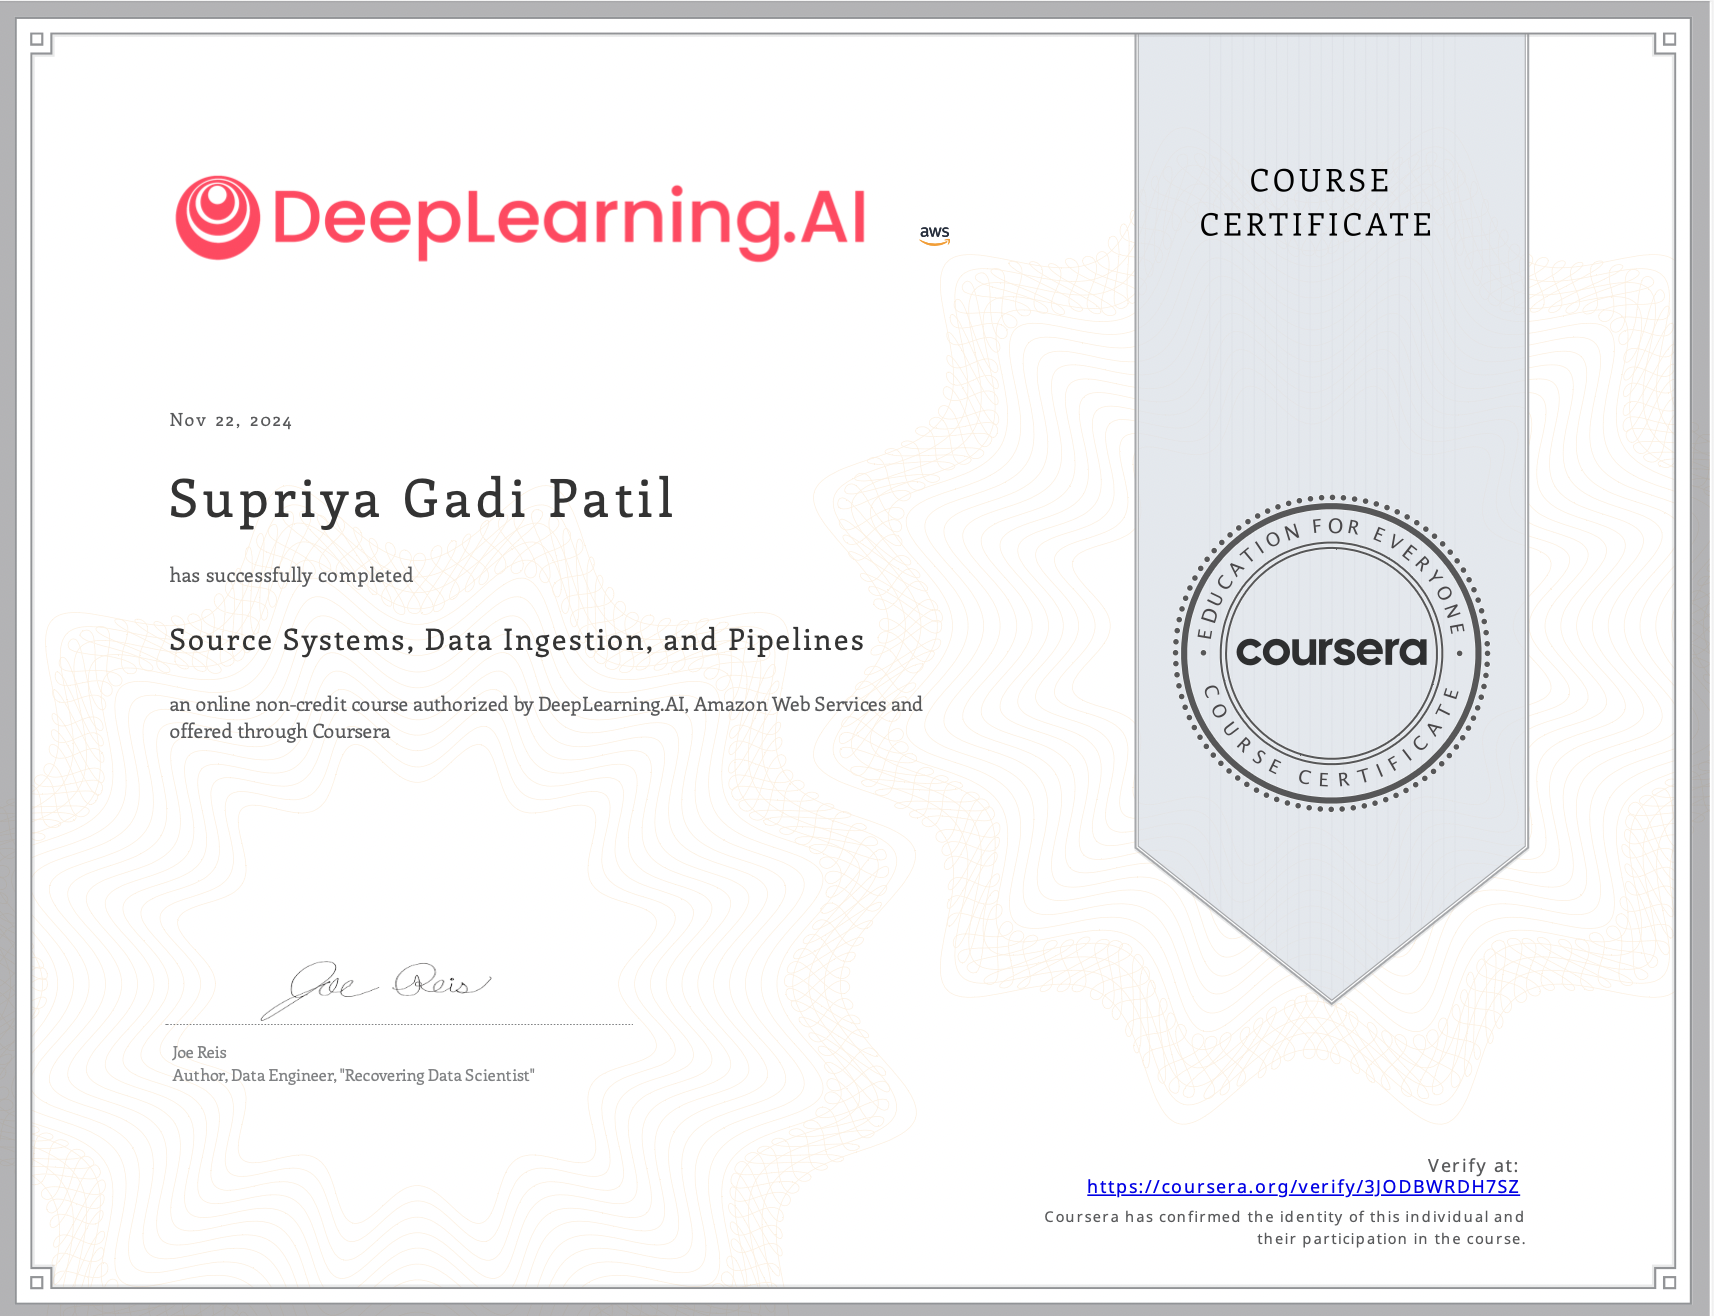 DeepLearning.AI
aws
COURSE
CERTIFICATE
Nov 22, 2024
Supriya Gadi Patil
has successfully completed
Source Systems, Data Ingestion, and Pipelines
an online non-credit course authorized by DeepLearning.AI, Amazon Web Services and
offered through Coursera
EDUCATION FOR EVERYONE
coursera
COURSE CERTIFICATE
Joe Reis
Joe Reis
Author, Data Engineer, "Recovering Data Scientist"
Verify at:
https://coursera.org/verify/3JODBWRDH7SZ
Coursera has confirmed the identity of this individual and
their participation in the course.